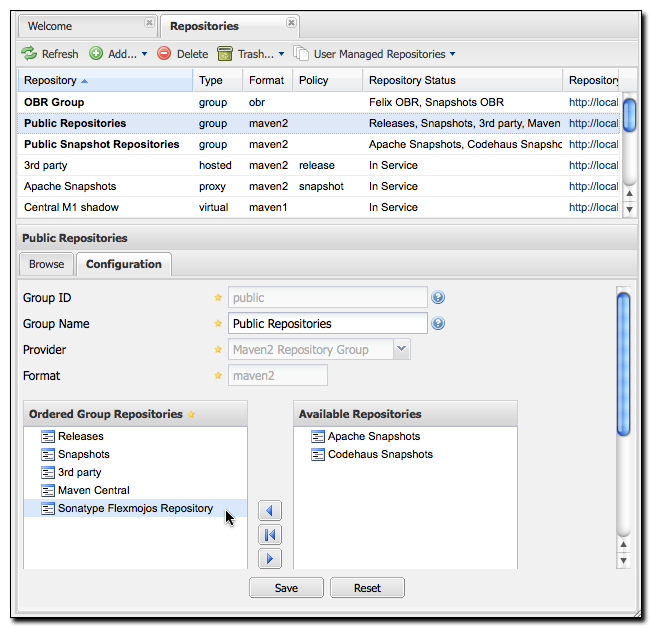 Welcome Repositories
Refresh Add... Delete Trash... User Managed Repositories
Repository Type Format Policy Repository Status Repository
OBR Group group obr Felix OBR, Snapshots OBR http://local
Public Repositories group maven2 Releases, Snapshots, 3rd party, Maven http://local
Public Snapshot Repositories group maven2 Apache Snapshots, Codehaus Snapshc http://local
3rd party hosted maven2 release In Service http://local
Apache Snapshots proxy maven2 snapshot In Service http://local
Central M1 shadow virtual maven1 In Service http://local
Public Repositories
Browse Configuration
Group ID public
Group Name Public Repositories
Provider Maven2 Repository Group
Format maven2
Ordered Group Repositories Available Repositories
Releases Apache Snapshots
Snapshots Codehaus Snapshots
3rd party
Maven Central
Sonatype Flexmojos Repository
Save Reset